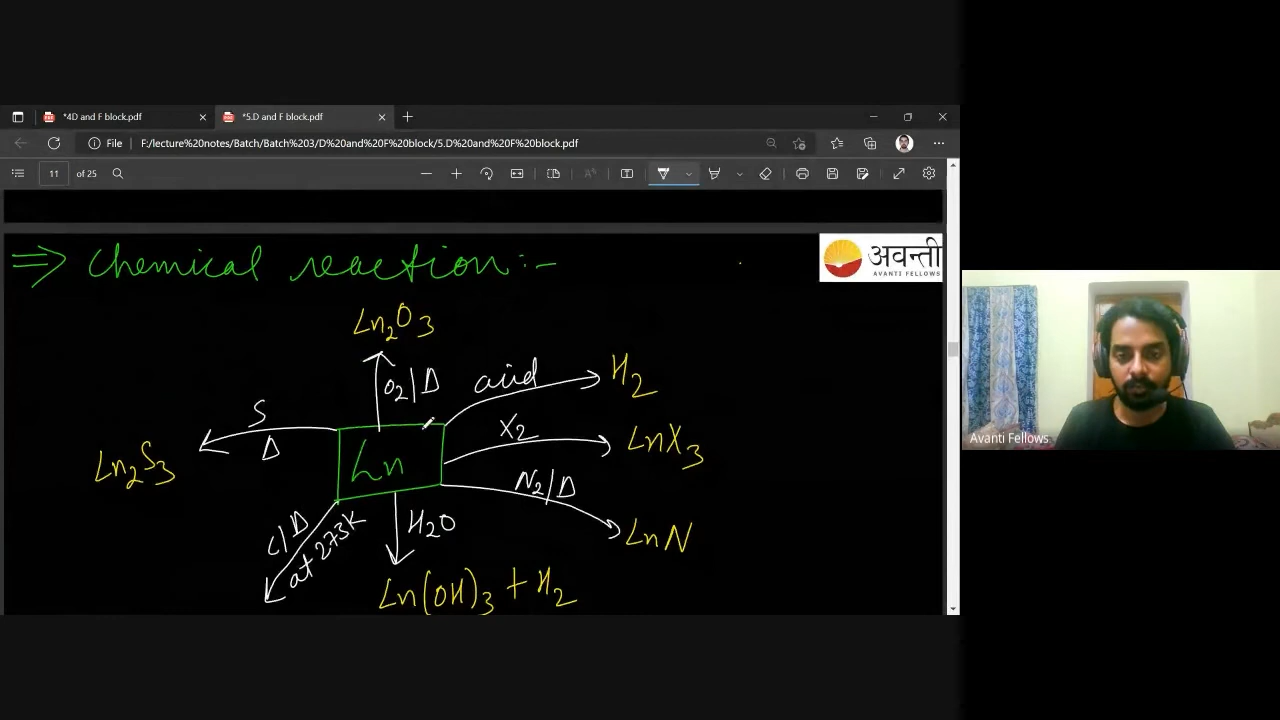 *4D and F block.pdf
*5.D and F block.pdf
File
F:/lecture%20notes/Batch/Batch%203/D%20and%20F%20block/5.D%20and%20F%20block.pdf
11 of 25
⇒ Chemical reaction:-
अवन्ती
AVANTI FELLOWS
Ln2O3
O2/Δ
acid
H2
S
Δ
X2
LnX3
Ln2S3
Ln
N2/Δ
LnN
C/Δ
at 273K
H2O
Ln(OH)3 + H2
Avanti Fellows